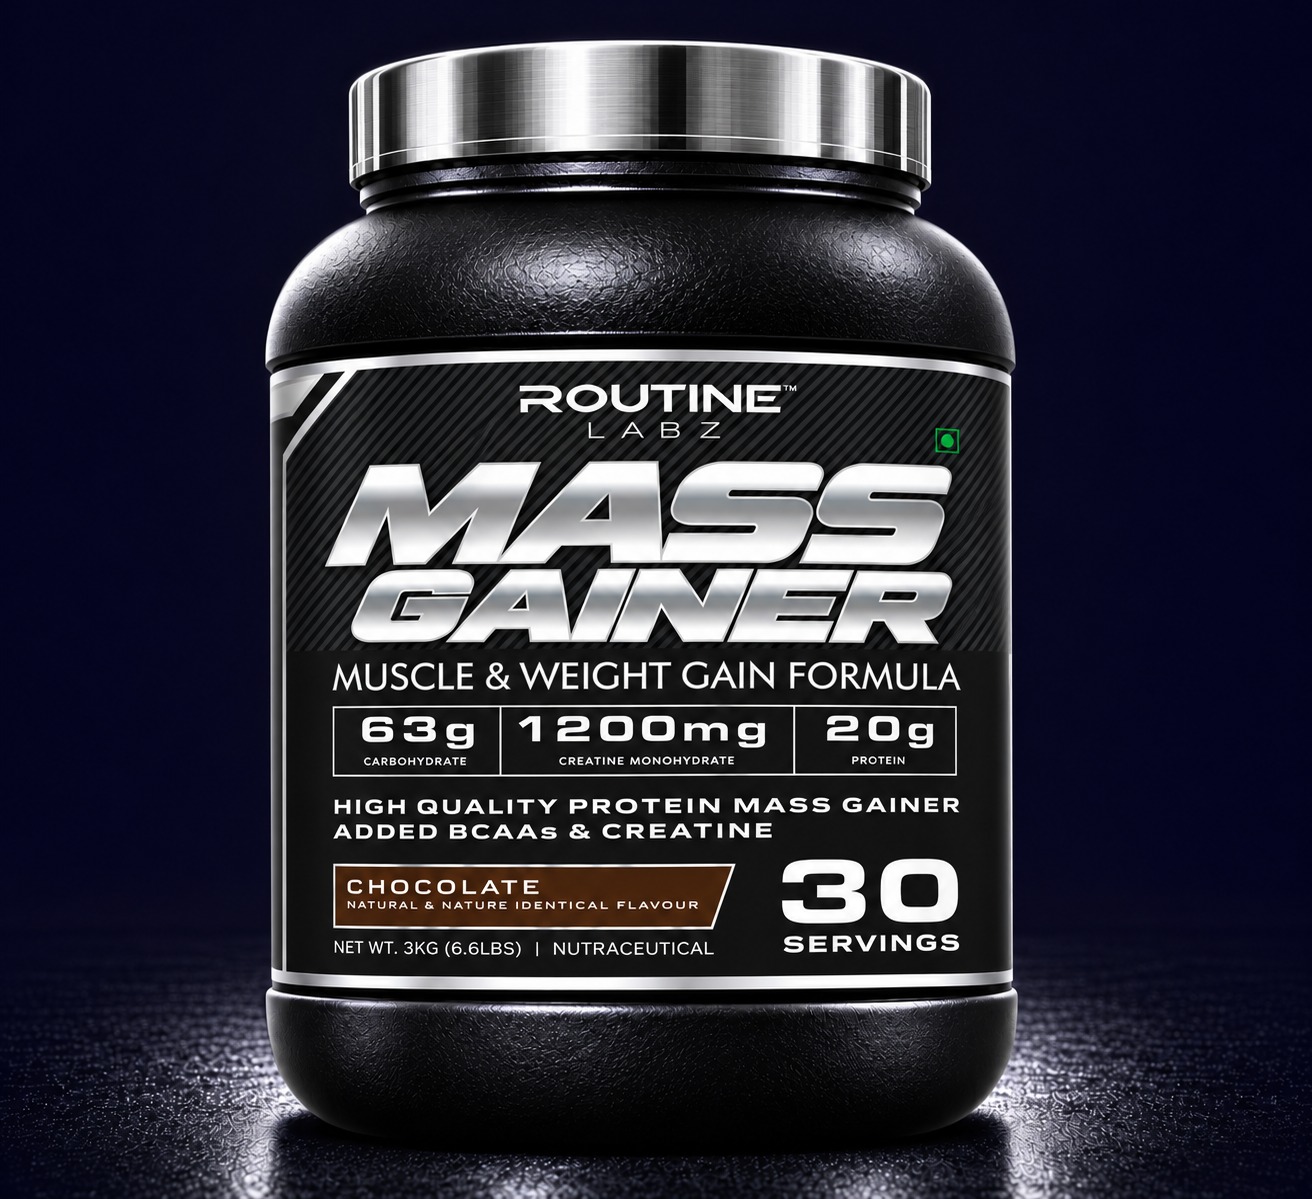 ROUTINE™
LABZ
MASS
GAINER
MUSCLE & WEIGHT GAIN FORMULA
63g
CARBOHYDRATE
1200mg
CREATINE MONOHYDRATE
20g
PROTEIN
HIGH QUALITY PROTEIN MASS GAINER
ADDED BCAAs & CREATINE
CHOCOLATE
NATURAL & NATURE IDENTICAL FLAVOUR
NET WT. 3KG (6.6LBS) | NUTRACEUTICAL
30
SERVINGS